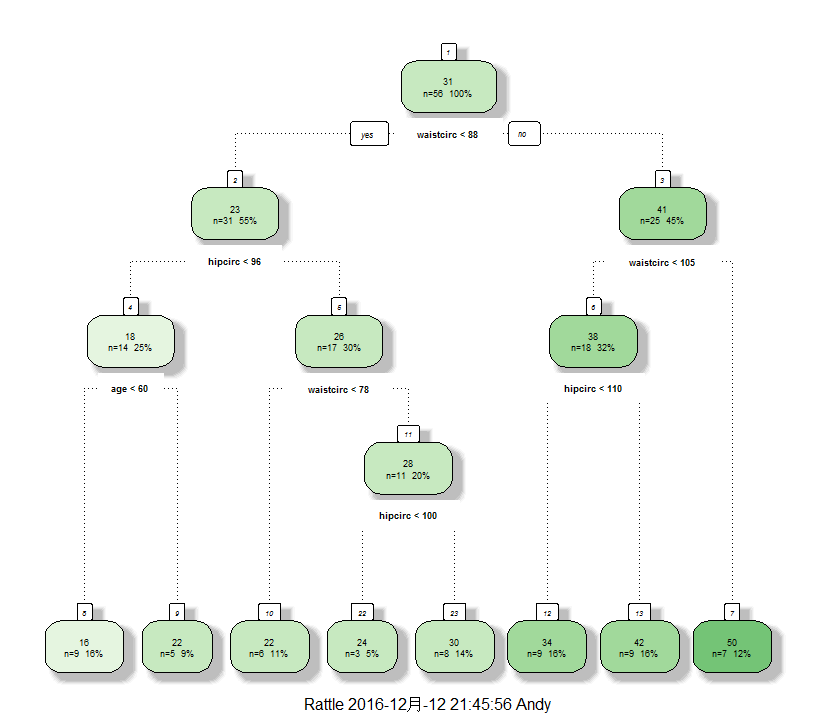 1
31
n=56 100%
yes
waistcirc < 88
no
2
23
n=31 55%
3
41
n=25 45%
hipcirc < 96
waistcirc < 105
4
18
n=14 25%
5
26
n=17 30%
6
38
n=18 32%
age < 60
waistcirc < 78
hipcirc < 110
11
28
n=11 20%
hipcirc < 100
8
16
n=9 16%
9
22
n=5 9%
10
22
n=6 11%
22
24
n=3 5%
23
30
n=8 14%
12
34
n=9 16%
13
42
n=9 16%
7
50
n=7 12%
Rattle 2016-12月-12 21:45:56 Andy